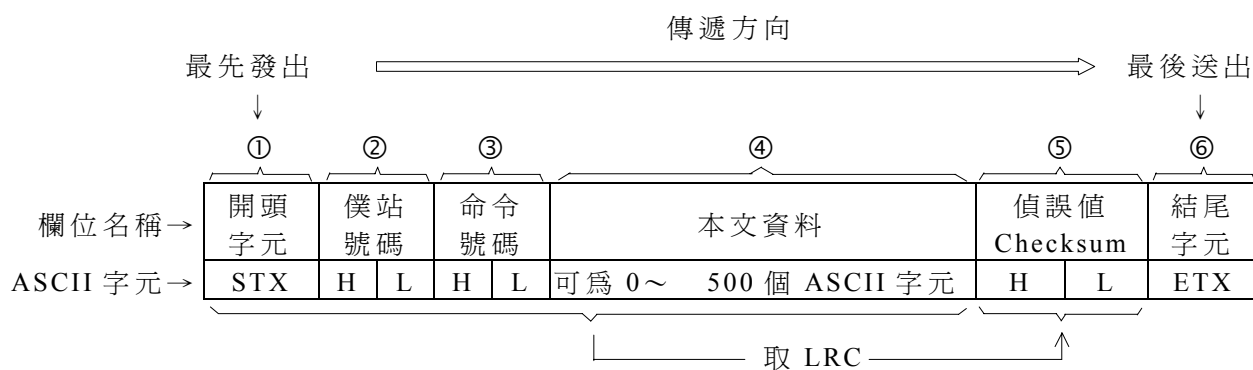 傳遞方向
最先發出 最後送出
① ② ③ ④ ⑤ ⑥
欄位名稱→ 開頭字元 僕站號碼 命令號碼 本文資料 偵誤值 Checksum 結尾字元
ASCII 字元→ STX H L H L 可爲 0~ 500 個 ASCII 字元 H L ETX
取 LRC